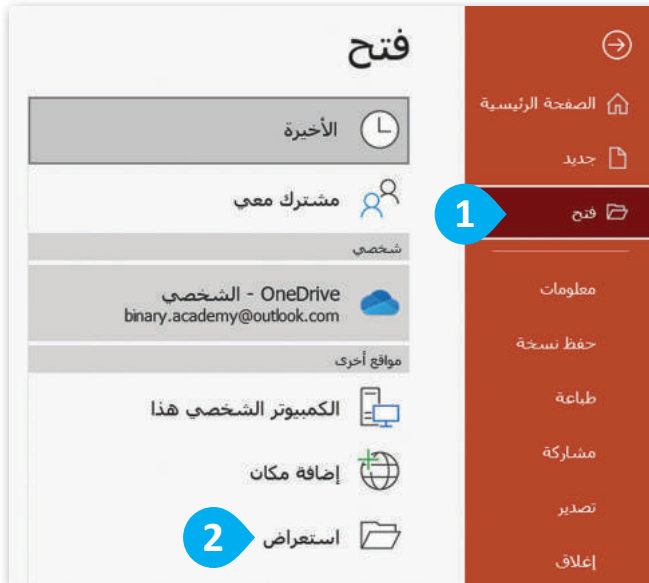 الصفحة الرئيسية
جديد
1
فتح
معلومات
حفظ نسخة
طباعة
مشاركة
تصدير
إغلاق
فتح
الأخيرة
مشترك معي
شخصي
OneDrive - الشخصي
binary.academy@outlook.com
مواقع أخرى
الكمبيوتر الشخصي هذا
إضافة مكان
استعراض
2